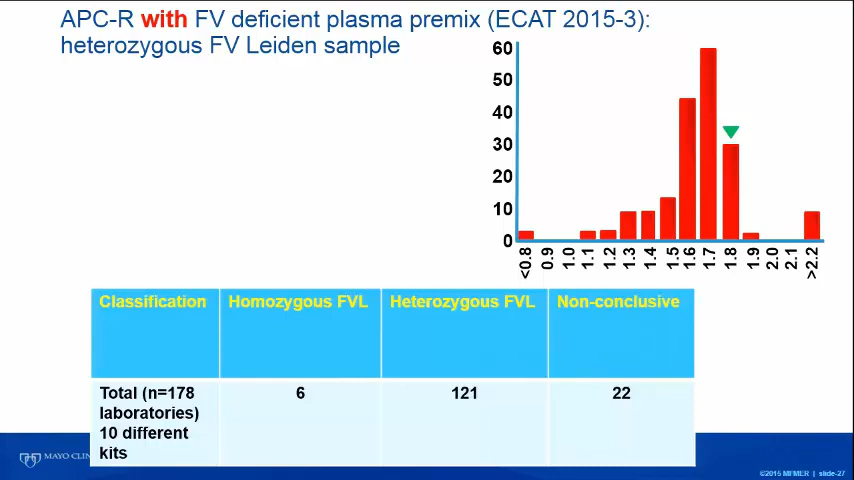 APC-R with FV deficient plasma premix (ECAT 2015-3):
heterozygous FV Leiden sample
60
50
40
30
20
10
0
<0.8 0.9 1.0 1.1 1.2 1.3 1.4 1.5 1.6 1.7 1.8 1.9 2.0 2.1 >2.2
Classification Homozygous FVL Heterozygous FVL Non-conclusive
Total (n=178 6 121 22
laboratories)
10 different
kits
MAYO CLIN
©2015 MFMER | slide-27